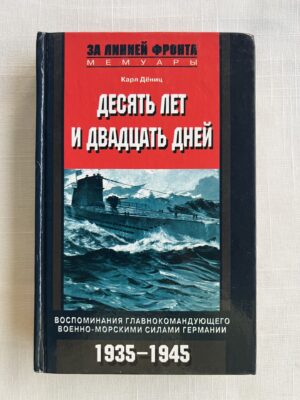 ЗА ЛИНИЕЙ ФРОНТА
МЕМУАРЫ
Карл Дёниц
ДЕСЯТЬ ЛЕТ
И ДВАДЦАТЬ ДНЕЙ
ВОСПОМИНАНИЯ ГЛАВНОКОМАНДУЮЩЕГО
ВОЕННО-МОРСКИМИ СИЛАМИ ГЕРМАНИИ
1935–1945